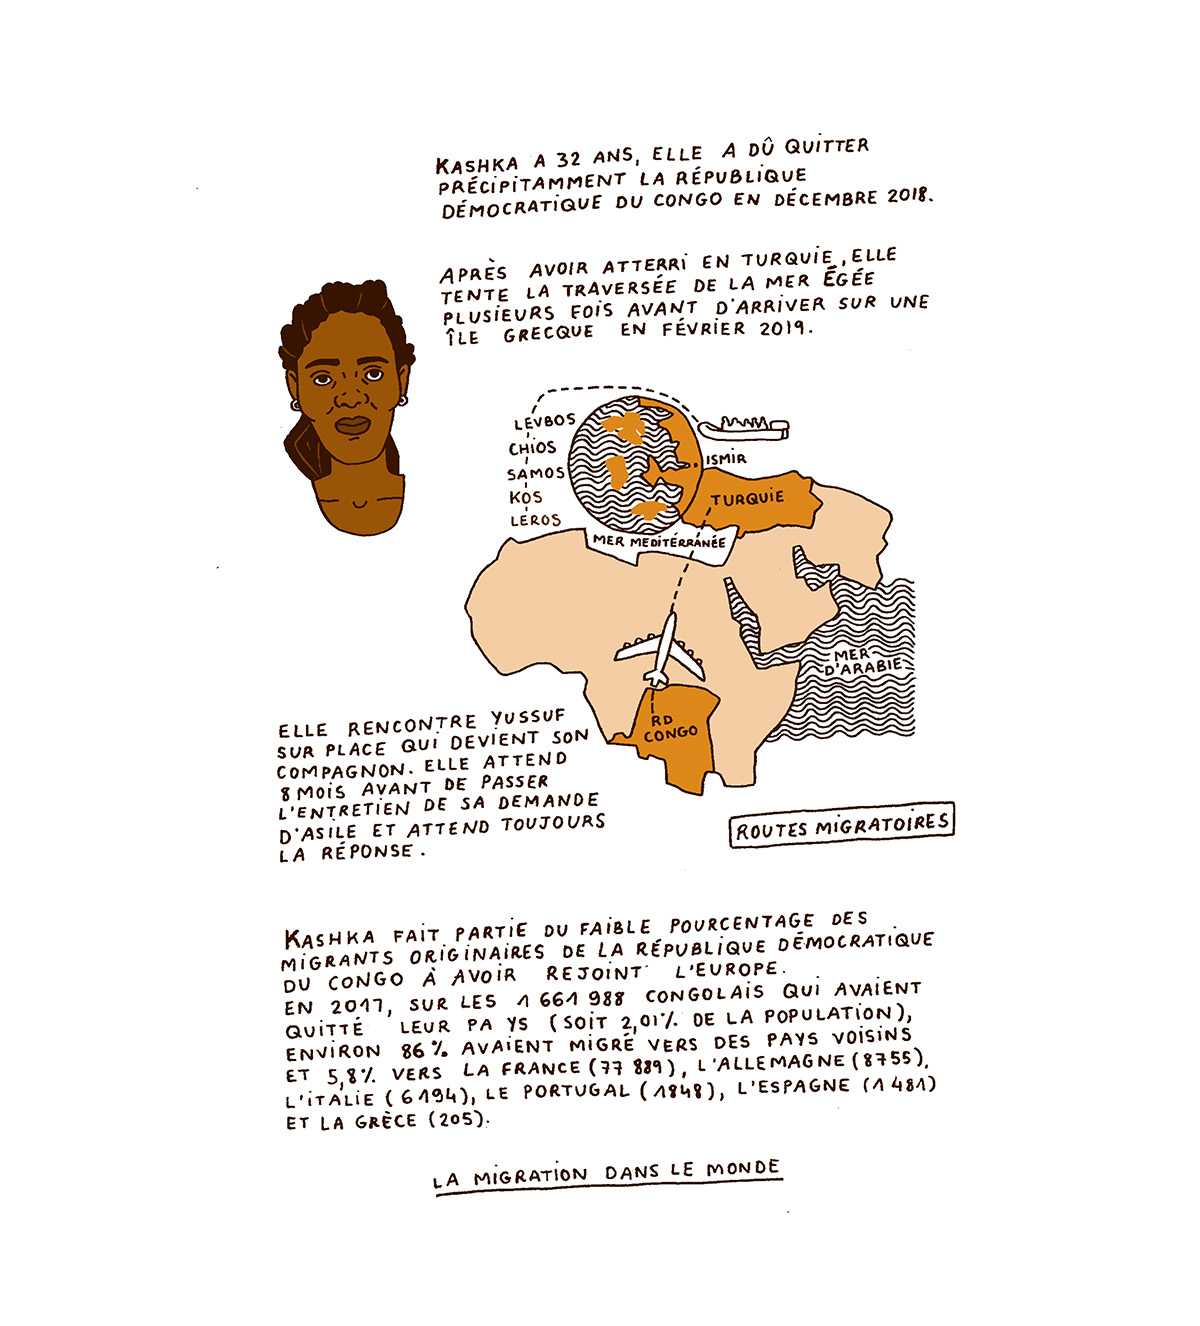 KASHKA A 32 ANS, ELLE A DÛ QUITTER
PRÉCIPITAMMENT LA RÉPUBLIQUE
DÉMOCRATIQUE DU CONGO EN DÉCEMBRE 2018.
APRÈS AVOIR ATTERRI EN TURQUIE, ELLE
TENTE LA TRAVERSÉE DE LA MER ÉGÉE
PLUSIEURS FOIS AVANT D'ARRIVER SUR UNE
ÎLE GRECQUE EN FÉVRIER 2019.
LEVBOS
CHIOS
SAMOS
KOS
LEROS
ISMIR
TURQUIE
MER MEDITÉRRANÉE
MER
D'ARABIE
RD
CONGO
ELLE RENCONTRE YUSSUF
SUR PLACE QUI DEVIENT SON
COMPAGNON. ELLE ATTEND
8 MOIS AVANT DE PASSER
L'ENTRETIEN DE SA DEMANDE
D'ASILE ET ATTEND TOUJOURS
LA RÉPONSE.
ROUTES MIGRATOIRES
KASHKA FAIT PARTIE DU FAIBLE POURCENTAGE DES
MIGRANTS ORIGINAIRES DE LA RÉPUBLIQUE DÉMOCRATIQUE
DU CONGO À AVOIR REJOINT L'EUROPE.
EN 2017, SUR LES 1 661 988 CONGOLAIS QUI AVAIENT
QUITTÉ LEUR PA YS (SOIT 2,01% DE LA POPULATION),
ENVIRON 86 % AVAIENT MIGRÉ VERS DES PAYS VOISINS
ET 5,8% VERS LA FRANCE (77 889), L'ALLEMAGNE (8755),
L'ITALIE (6194), LE PORTUGAL (1848), L'ESPAGNE (1 481)
ET LA GRÈCE (205).
LA MIGRATION DANS LE MONDE